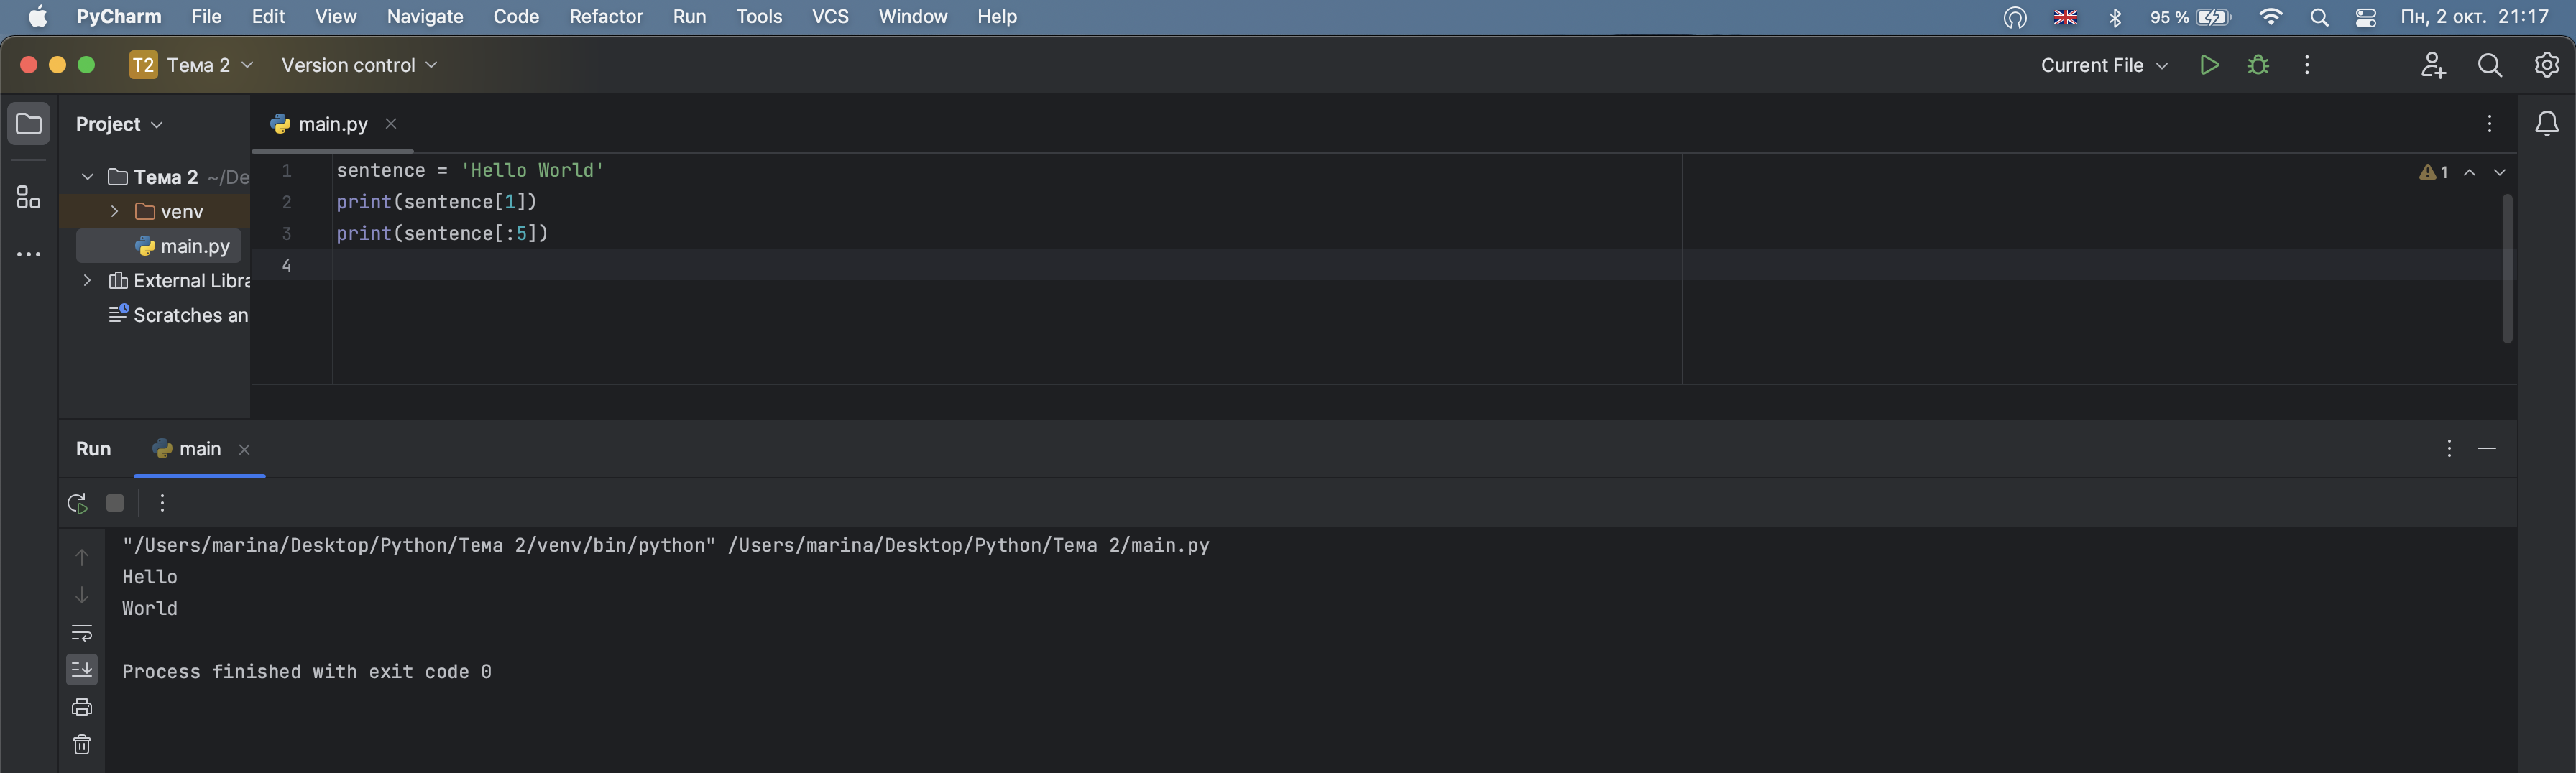 PyCharm File Edit View Navigate Code Refactor Run Tools VCS Window Help 95 % Пн, 2 окт. 21:17
T2 Тема 2 Version control Current File
Project main.py
Тема 2 ~/De
venv
main.py
External Libra
Scratches an
1 sentence = 'Hello World' 1
2 print(sentence[1])
3 print(sentence[:5])
4
Run main
"/Users/marina/Desktop/Python/Тема 2/venv/bin/python" /Users/marina/Desktop/Python/Тема 2/main.py
Hello
World
Process finished with exit code 0